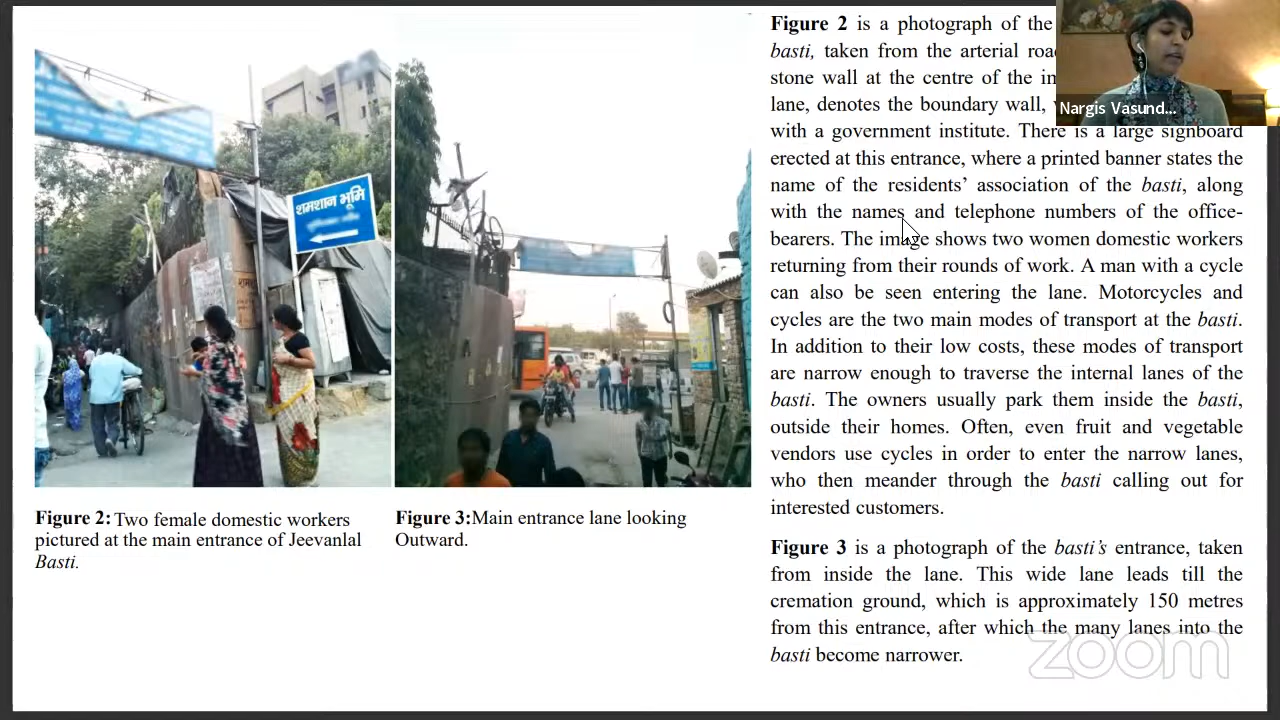 शमशान भूमि
Figure 2: Two female domestic workers
pictured at the main entrance of Jeevanlal
Basti.
Figure 3:Main entrance lane looking
Outward.
Figure 2 is a photograph of the
basti, taken from the arterial
stone wall at the centre of the
lane, denotes the boundary wall,
with a government institute. There is a large signboard
erected at this entrance, where a printed banner states the
name of the residents’ association of the basti, along
with the names and telephone numbers of the office-
bearers. The image shows two women domestic workers
returning from their rounds of work. A man with a cycle
can also be seen entering the lane. Motorcycles and
cycles are the two main modes of transport at the basti.
In addition to their low costs, these modes of transport
are narrow enough to traverse the internal lanes of the
basti. The owners usually park them inside the basti,
outside their homes. Often, even fruit and vegetable
vendors use cycles in order to enter the narrow lanes,
who then meander through the basti calling out for
interested customers.
Figure 3 is a photograph of the basti’s entrance, taken
from inside the lane. This wide lane leads till the
cremation ground, which is approximately 150 metres
from this entrance, after which the many lanes into the
basti become narrower.
Nargis Vasund...
zoom